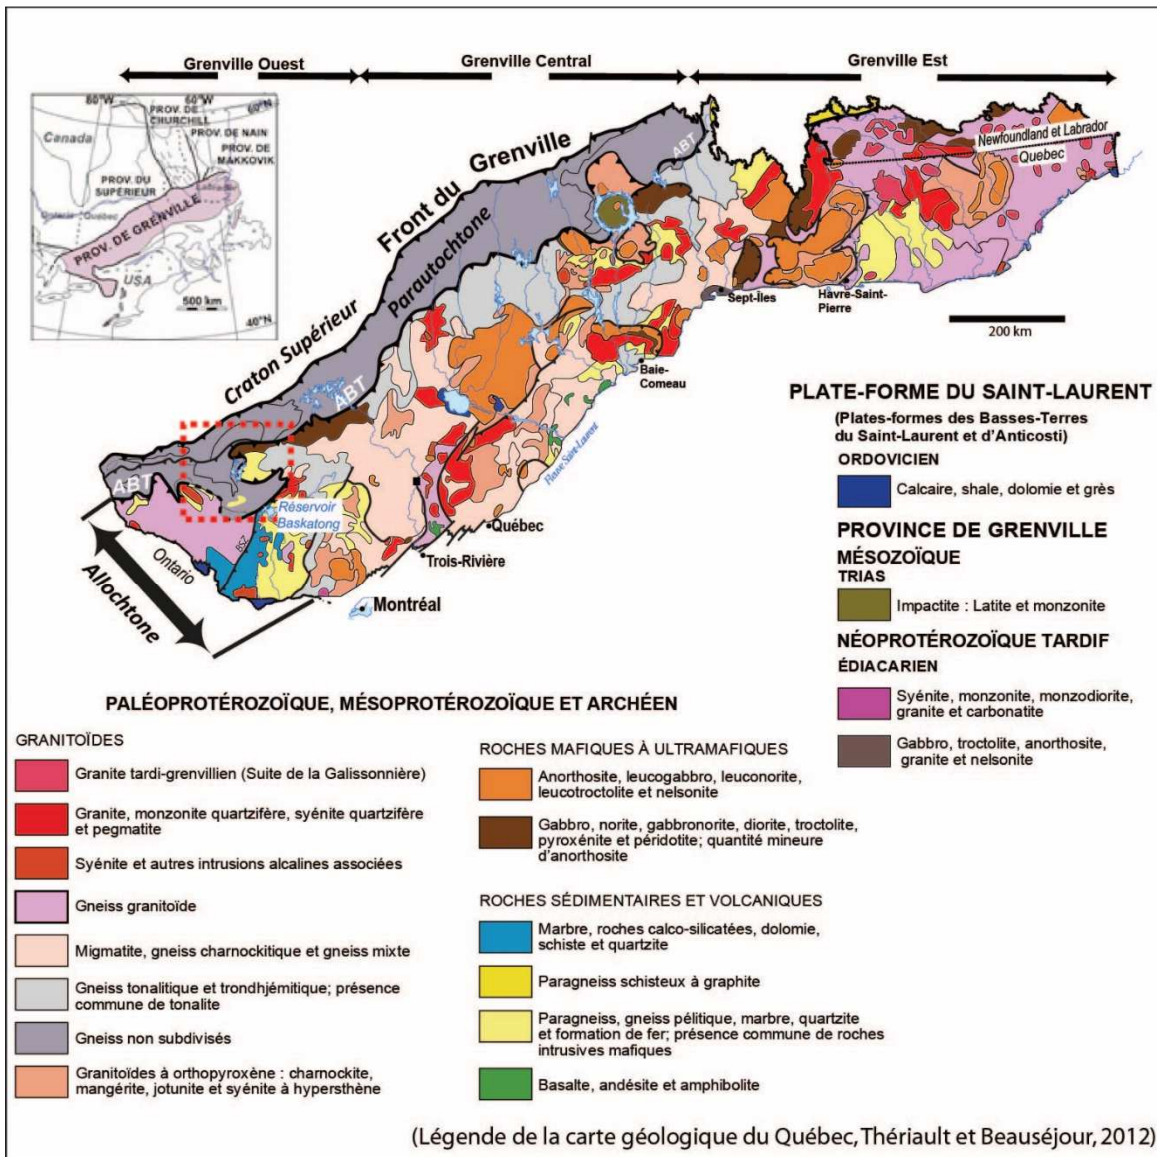 Grenville Ouest
Grenville Central
Grenville Est
80°W
60°W
60°N
PROV. DE
CHURCHILL
Canada
PROV. DE NAIN
PROV. DE
MAKKOVIK
PROV. DU
SUPÉRIEUR
Labrador
Ontario
Québec
PROV. DE GRENVILLE
USA
500 km
40°N
Front du Grenville
Parautochtone
Craton Supérieur
ABT
ABT
ABT
Newfoundland et Labrador
Quebec
Sept-Iles
Havre-Saint-
Pierre
200 km
Baie-
Comeau
Fleuve Saint-Laurent
Réservoir
Baskatong
BSZ
Québec
Trois-Rivière
Ontario
Allochtone
Montréal
PLATE-FORME DU SAINT-LAURENT
(Plates-formes des Basses-Terres
du Saint-Laurent et d'Anticosti)
ORDOVICIEN
Calcaire, shale, dolomie et grès
PROVINCE DE GRENVILLE
MÉSOZOÏQUE
TRIAS
Impactite : Latite et monzonite
NÉOPROTÉROZOÏQUE TARDIF
ÉDIACARIEN
Syénite, monzonite, monzodiorite,
granite et carbonatite
Gabbro, troctolite, anorthosite,
granite et nelsonite
PALÉOPROTÉROZOÏQUE, MÉSOPROTÉROZOÏQUE ET ARCHÉEN
GRANITOÏDES
Granite tardi-grenvillien (Suite de la Galissonnière)
Granite, monzonite quartzifère, syénite quartzifère
et pegmatite
Syénite et autres intrusions alcalines associées
Gneiss granitoïde
Migmatite, gneiss charnockitique et gneiss mixte
Gneiss tonalitique et trondhjémitique; présence
commune de tonalite
Gneiss non subdivisés
Granitoïdes à orthopyroxène : charnockite,
mangérite, jotunite et syénite à hypersthène
ROCHES MAFIQUES À ULTRAMAFIQUES
Anorthosite, leucogabbro, leuconorite,
leucotroctolite et nelsonite
Gabbro, norite, gabbronorite, diorite, troctolite,
pyroxénite et péridotite; quantité mineure
d'anorthosite
ROCHES SÉDIMENTAIRES ET VOLCANIQUES
Marbre, roches calco-silicatées, dolomie,
schiste et quartzite
Paragneiss schisteux à graphite
Paragneiss, gneiss pélitique, marbre, quartzite
et formation de fer; présence commune de roches
intrusives mafiques
Basalte, andésite et amphibolite
(Légende de la carte géologique du Québec, Thériault et Beauséjour, 2012)